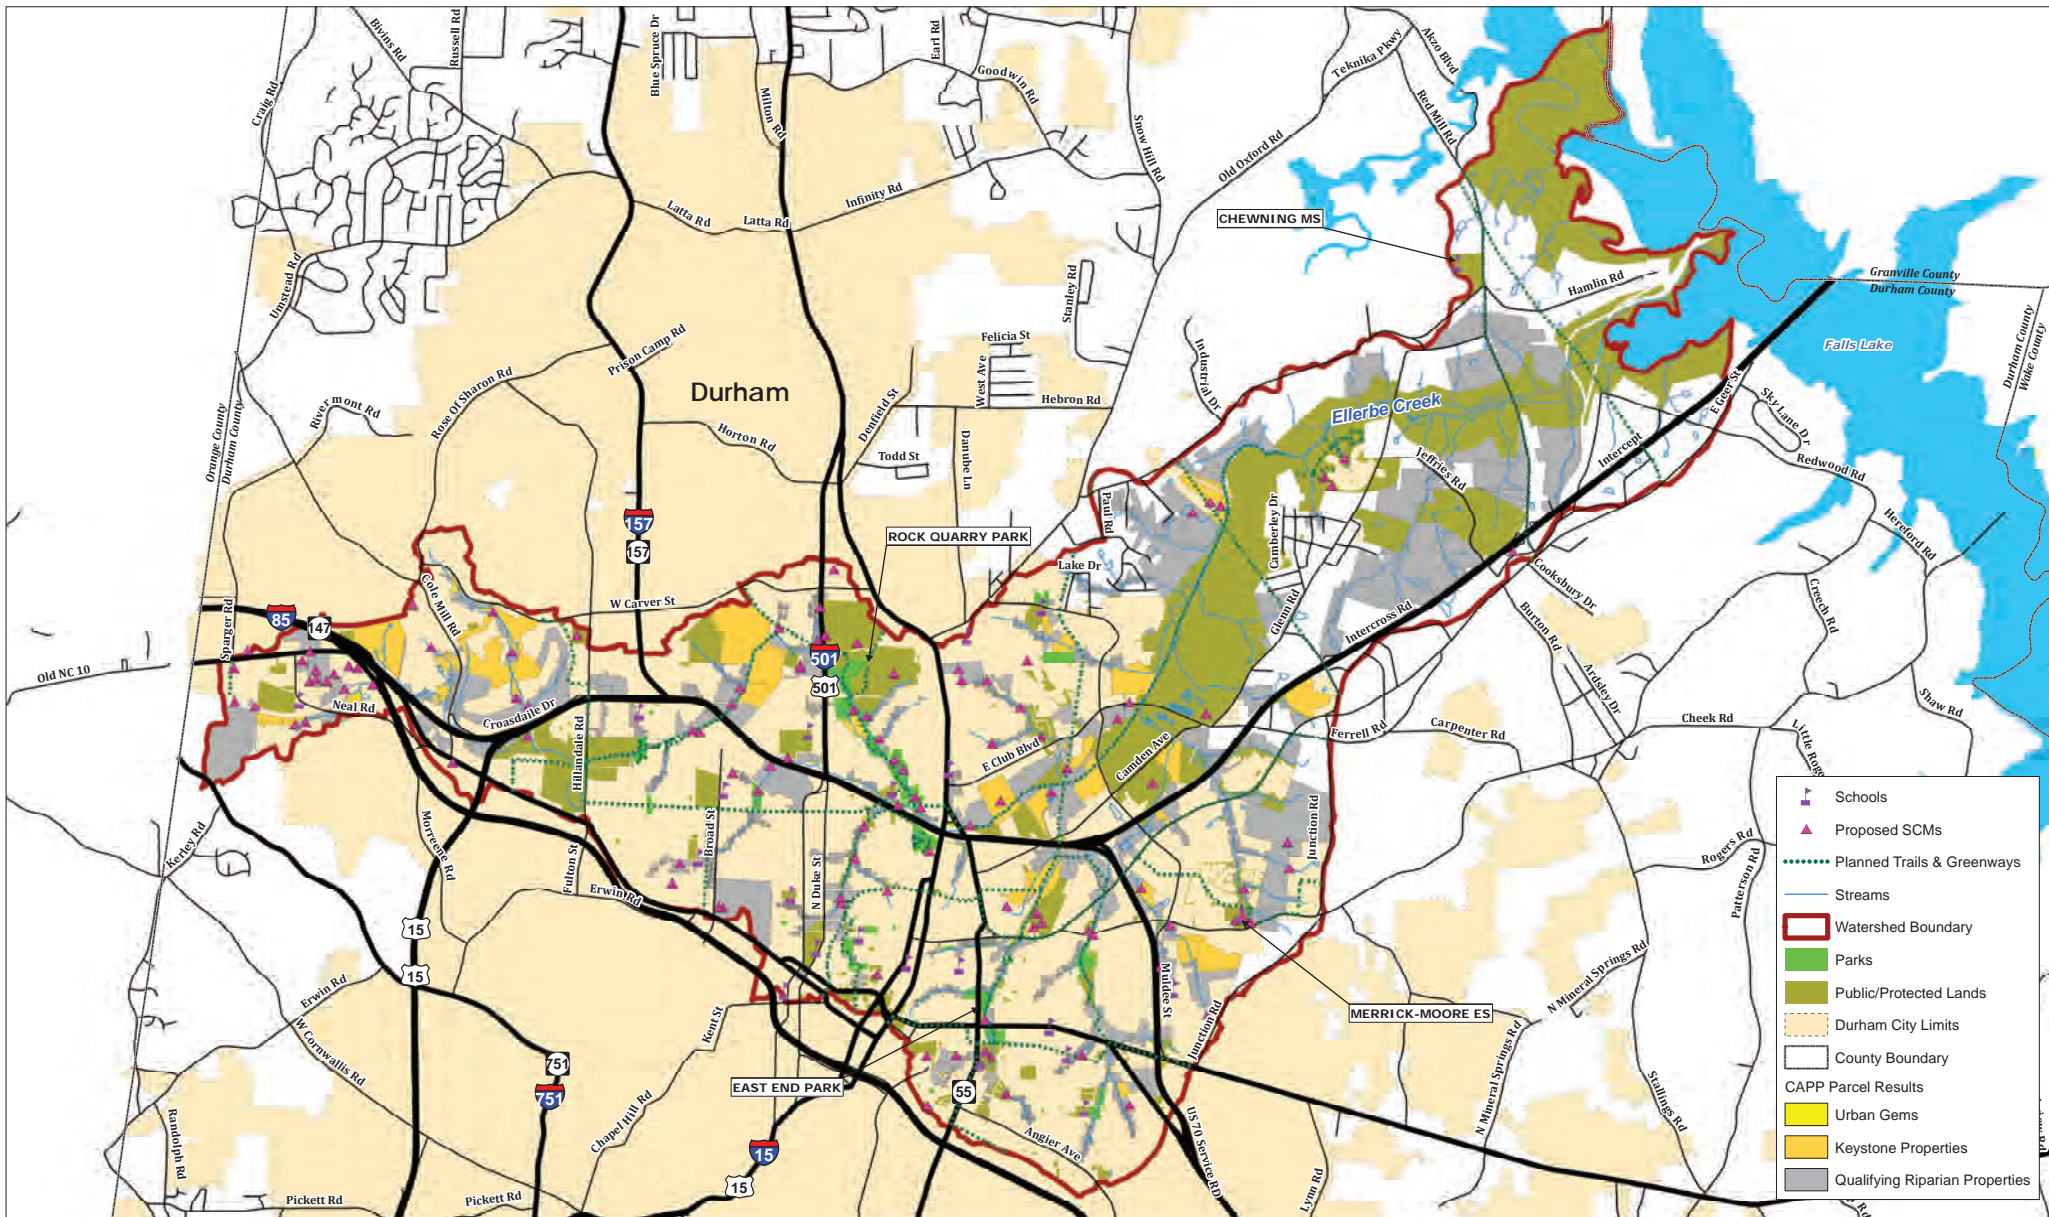 Bivins Rd
Russell Rd
Blue Spruce Dr
Milton Rd
Earl Rd
Goodwin Rd
Teknika Pkwy
Akzo Blvd
Craig Rd
Red Mill Rd
Snow Hill Rd
Old Oxford Rd
Infinity Rd
Latta Rd
Latta Rd
CHEWNING MS
Umstead Rd
Stanley Rd
Hamlin Rd
Granville County
Durham County
Durham County
Wake County
Falls Lake
Felicia St
Industrial Dr
Prison Camp Rd
Rose Of Sharon Rd
Durham
West Ave
Denfield St
Hebron Rd
Ellerbe Creek
E Geer St
Sky Lane Dr
Rivermont Rd
Orange County
Durham County
Horton Rd
Todd St
Danube Ln
Jeffries Rd
Intercept
Redwood Rd
Paul Rd
Camberley Dr
Hereford Rd
157
157
ROCK QUARRY PARK
Lake Dr
Cooksbury Dr
Creech Rd
Cole Mill Rd
W Carver St
Glenn Rd
Intercross Rd
Burton Rd
Sparger Rd
85
147
501
501
Old NC 10
Neal Rd
Croasdaile Dr
Hillandale Rd
Ardsley Dr
Shaw Rd
Cheek Rd
Carpenter Rd
Ferrell Rd
E Club Blvd
Camden Ave
Little Roge
Kerley Rd
Morreene Rd
Fulton St
Broad St
N Duke St
Junction Rd
Rogers Rd
Patterson Rd
Erwin Rd
15
15
Erwin Rd
W Cornwallis Rd
Kent St
Muldee St
Junction Rd
MERRICK-MOORE ES
N Mineral Springs Rd
N Mineral Springs Rd
Stallings Rd
751
751
EAST END PARK
55
Chapel Hill Rd
Randolph Rd
15
15
Angier Ave
US 70 Service RD
Lynn Rd
Pickett Rd
Pickett Rd
Schools
Proposed SCMs
Planned Trails & Greenways
Streams
Watershed Boundary
Parks
Public/Protected Lands
Durham City Limits
County Boundary
CAPP Parcel Results
Urban Gems
Keystone Properties
Qualifying Riparian Properties